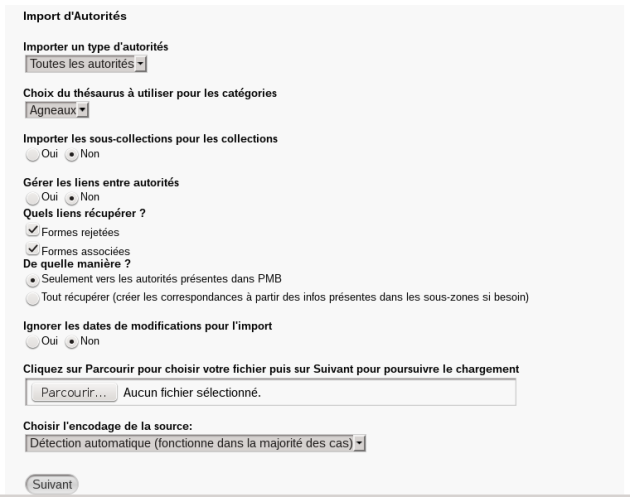 Import d'Autorités
Importer un type d'autorités
Toutes les autorités
Choix du thésaurus à utiliser pour les catégories
Agneaux
Importer les sous-collections pour les collections
Oui Non
Gérer les liens entre autorités
Oui Non
Quels liens récupérer ?
Formes rejetées
Formes associées
De quelle manière ?
Seulement vers les autorités présentes dans PMB
Tout récupérer (créer les correspondances à partir des infos présentes dans les sous-zones si besoin)
Ignorer les dates de modifications pour l'import
Oui Non
Cliquez sur Parcourir pour choisir votre fichier puis sur Suivant pour poursuivre le chargement
Parcourir... Aucun fichier sélectionné.
Choisir l'encodage de la source:
Détection automatique (fonctionne dans la majorité des cas)
Suivant